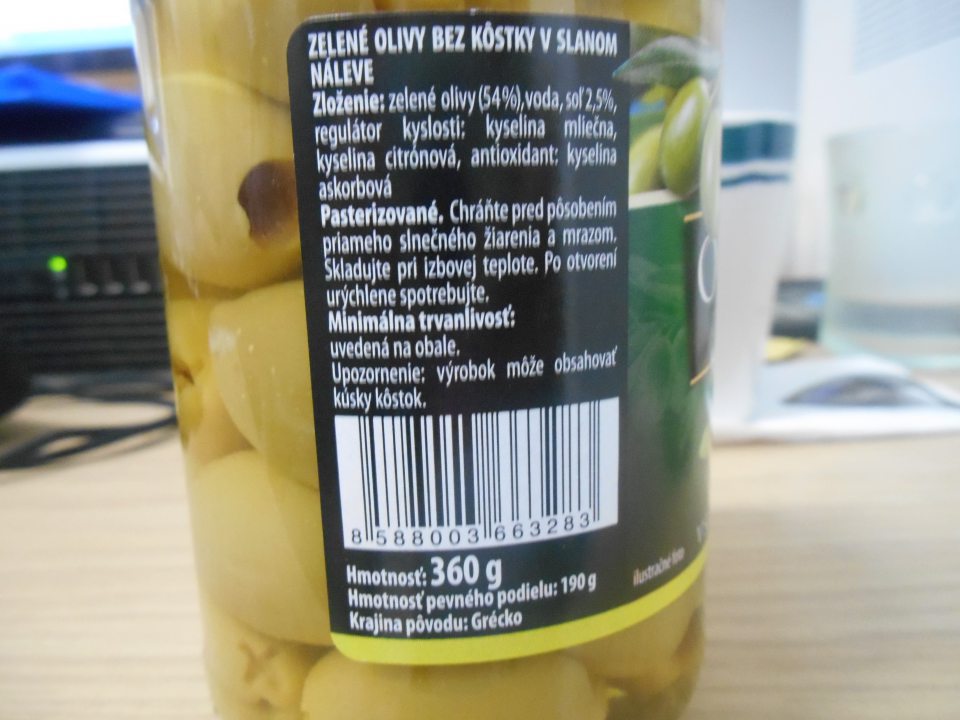 ZELENÉ OLIVY BEZ KÔSTKY V SLANOM
NÁLEVE
Zloženie: zelené olivy (54%),voda, soľ 2,5%,
regulátor kyslosti: kyselina mliečna,
kyselina citrónová, antioxidant: kyselina
askorbová
Pasterizované. Chráňte pred pôsobením
priameho slnečného žiarenia a mrazom.
Skladujte pri izbovej teplote. Po otvorení
urýchlene spotrebujte.
Minimálna trvanlivosť:
uvedená na obale.
Upozornenie: výrobok môže obsahovať
kúsky kôstok.
8 588003 663283
Hmotnosť: 360 g
Hmotnosť pevného podielu: 190 g
Krajina pôvodu: Grécko
ilustračné foto